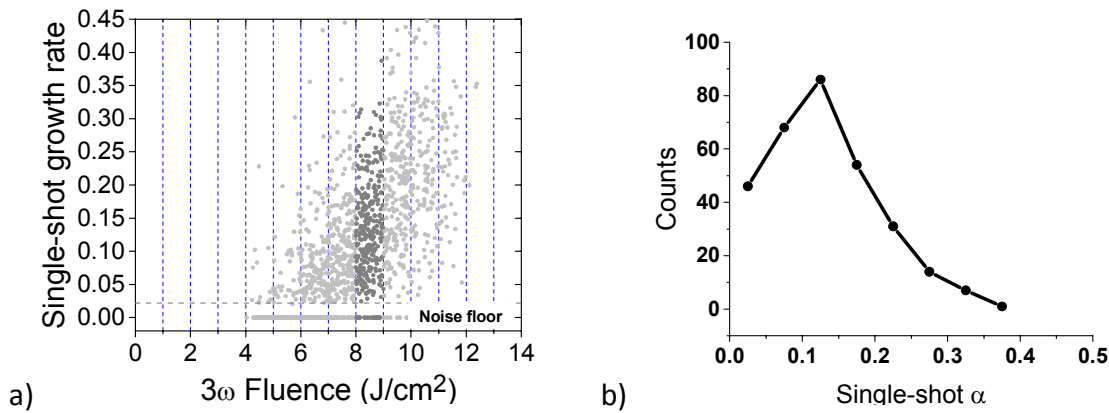 Single-shot growth rate
0.45
0.40
0.35
0.30
0.25
0.20
0.15
0.10
0.05
0.00
Noise floor
0 2 4 6 8 10 12 14
3ω Fluence (J/cm²)
a)
Counts
100
80
60
40
20
0
0.0 0.1 0.2 0.3 0.4 0.5
Single-shot α
b)